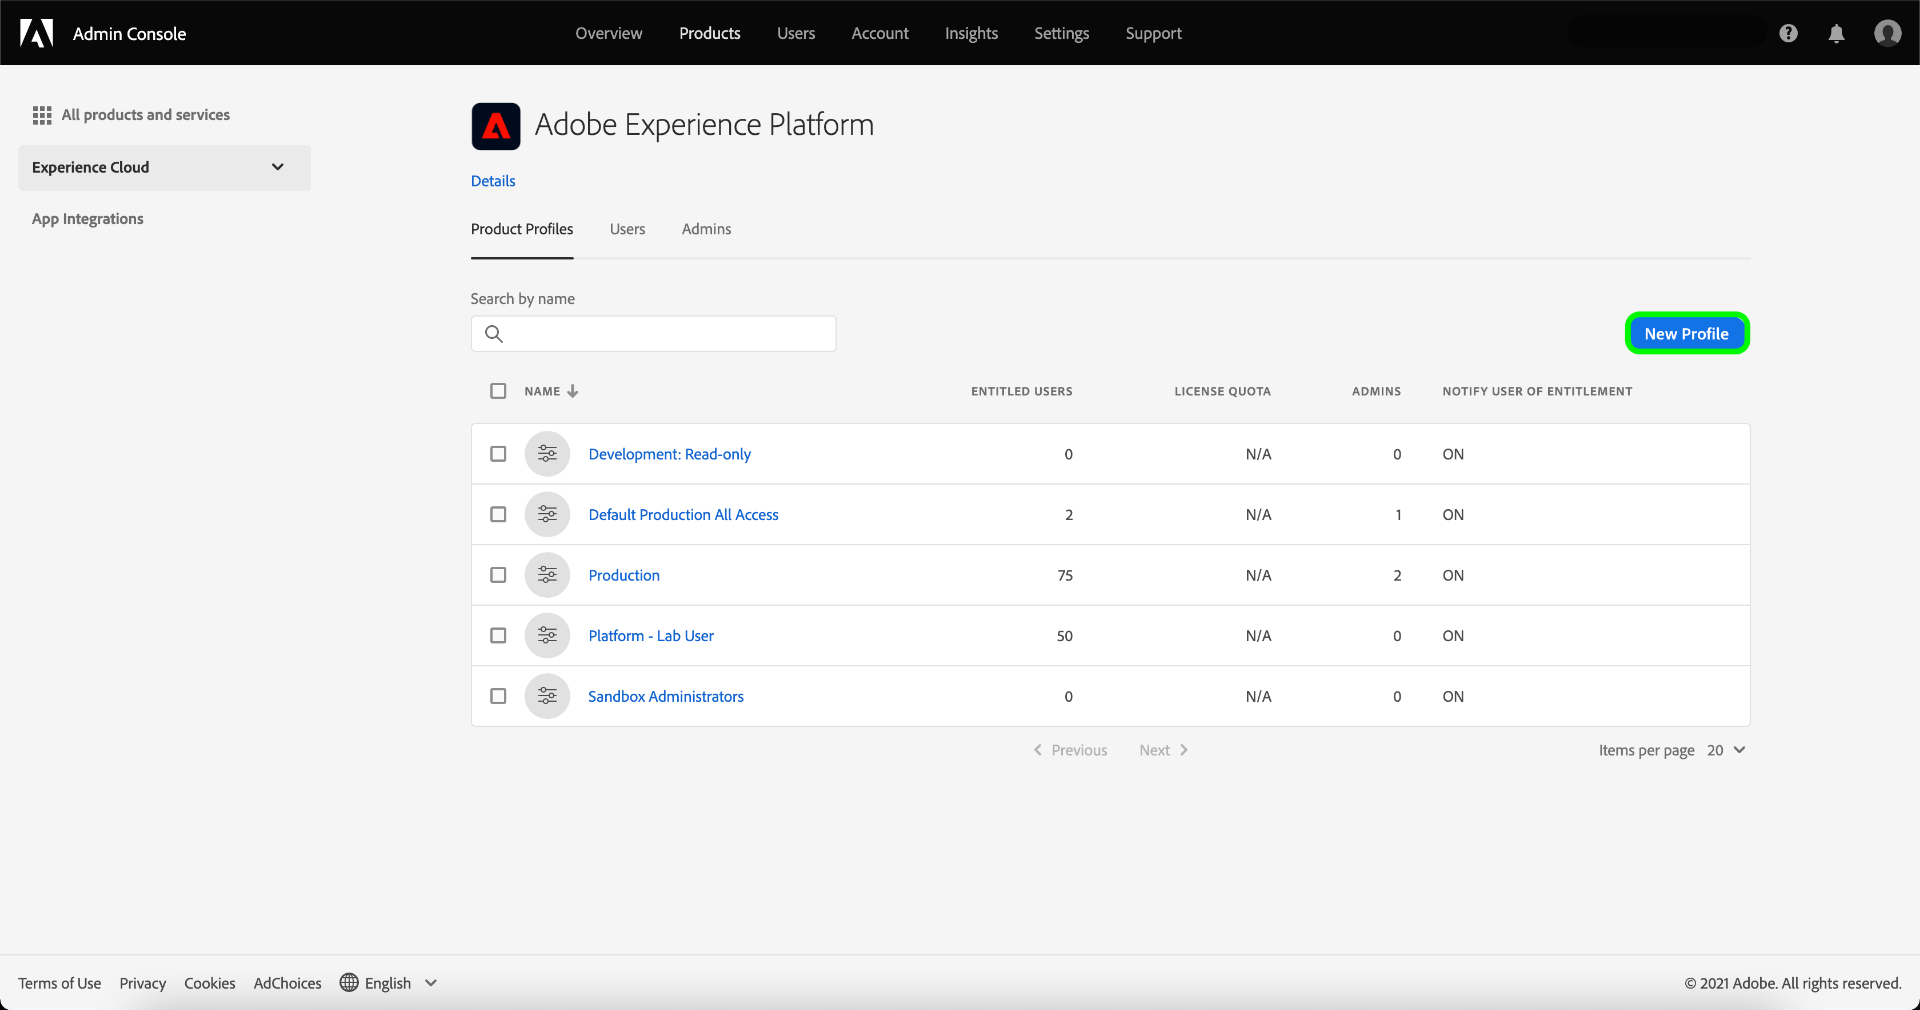 Admin Console
Overview Products Users Account Insights Settings Support
All products and services
Experience Cloud
App Integrations
Adobe Experience Platform
Details
Product Profiles Users Admins
Search by name
New Profile
NAME ENTITLED USERS LICENSE QUOTA ADMINS NOTIFY USER OF ENTITLEMENT
Development: Read-only 0 N/A 0 ON
Default Production All Access 2 N/A 1 ON
Production 75 N/A 2 ON
Platform - Lab User 50 N/A 0 ON
Sandbox Administrators 0 N/A 0 ON
Previous Next Items per page 20
Terms of Use Privacy Cookies AdChoices English © 2021 Adobe. All rights reserved.